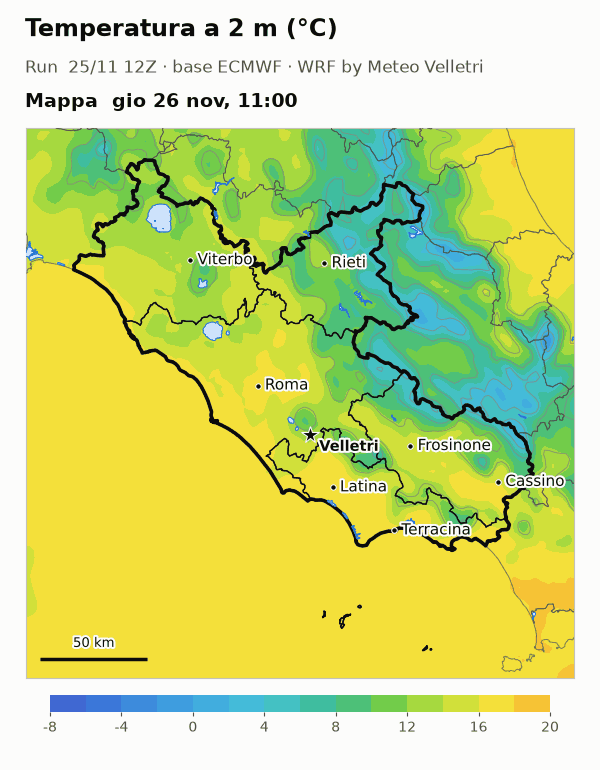 Temperatura a 2 m (°C)
Run  25/11 12Z · base ECMWF · WRF by Meteo Velletri
Mappa  gio 26 nov, 11:00
Viterbo
Rieti
Roma
Velletri
Frosinone
Cassino
Latina
Terracina
50 km
-8 -4 0 4 8 12 16 20